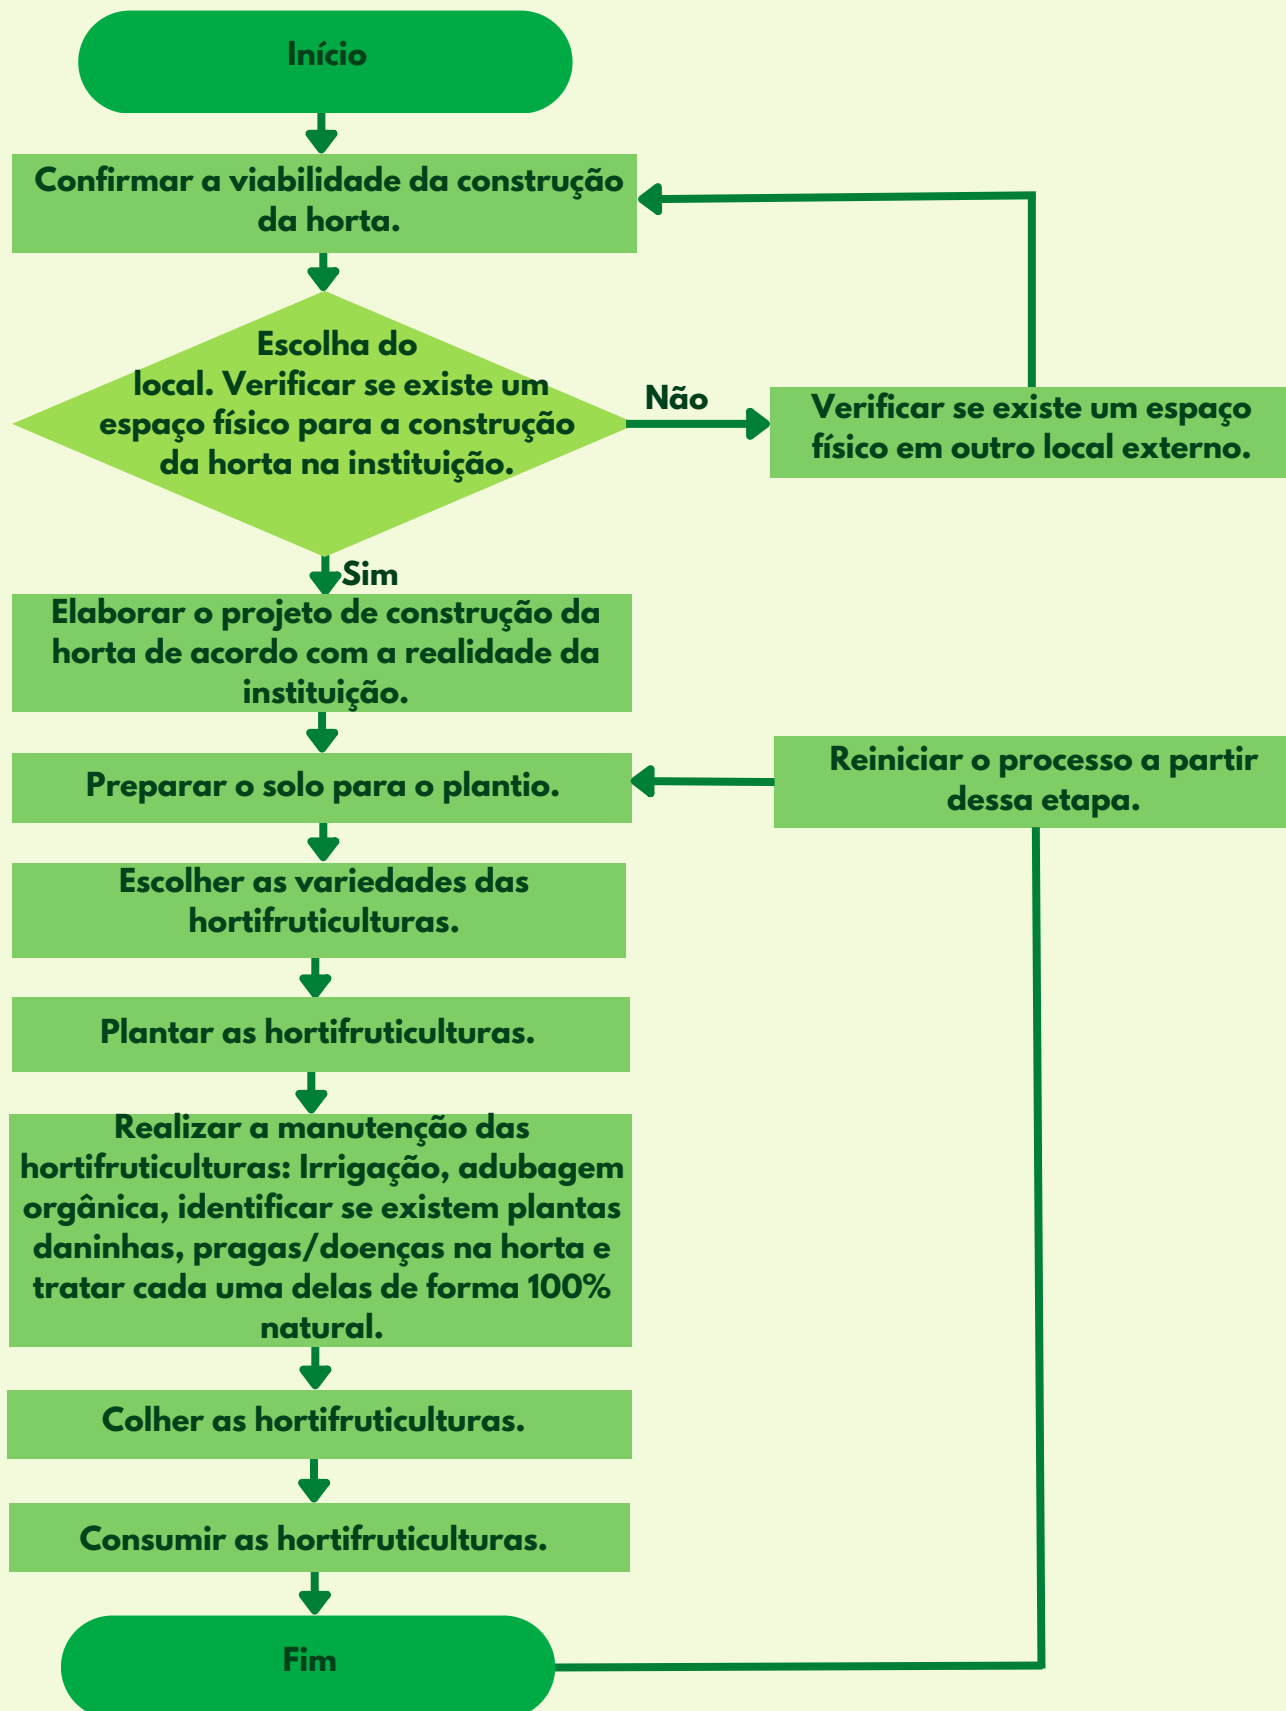 Início
Confirmar a viabilidade da construção
da horta.
Escolha do
local. Verificar se existe um
espaço físico para a construção
da horta na instituição.
Não
Verificar se existe um espaço
físico em outro local externo.
Sim
Elaborar o projeto de construção da
horta de acordo com a realidade da
instituição.
Preparar o solo para o plantio.
Reiniciar o processo a partir
dessa etapa.
Escolher as variedades das
hortifruticulturas.
Plantar as hortifruticulturas.
Realizar a manutenção das
hortifruticulturas: Irrigação, adubagem
orgânica, identificar se existem plantas
daninhas, pragas/doenças na horta e
tratar cada uma delas de forma 100%
natural.
Colher as hortifruticulturas.
Consumir as hortifruticulturas.
Fim